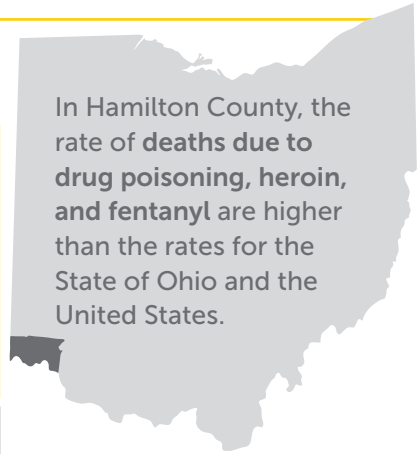 In Hamilton County, the
rate of deaths due to
drug poisoning, heroin,
and fentanyl are higher
than the rates for the
State of Ohio and the
United States.